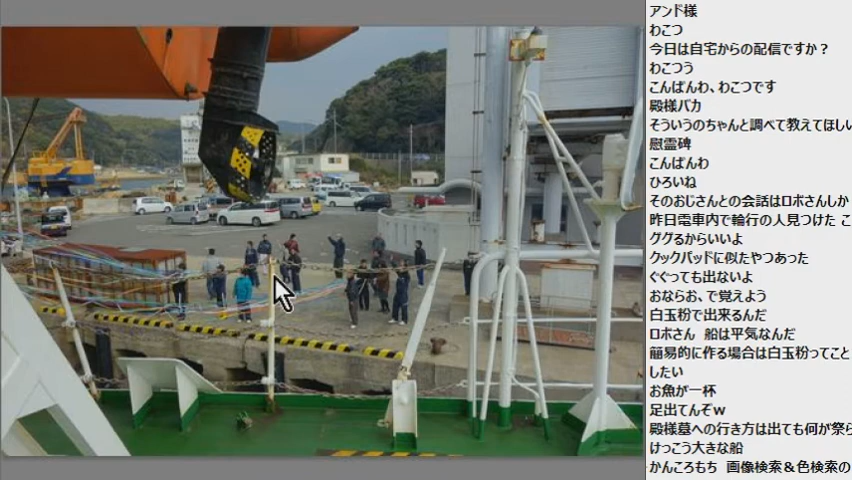 アンド様
わこつ
今日は自宅からの配信ですか？
わこつう
こんばんわ、わこつです
殿様バカ
そういうのちゃんと調べて教えてほしい
慰霊碑
こんばんわ
ひろいね
そのおじさんとの会話はロボさんしか
昨日電車内で輪行の人見つけた こ
ググるからいいよ
クックパッドに似たやつあった
ぐぐっても出ないよ
おならお、で覚えよう
白玉粉で出来るんだ
ロボさん 船は平気なんだ
簡易的に作る場合は白玉粉ってこと
したい
お魚が一杯
足出てんぞw
殿様墓への行き方は出ても何が祭ら
けっこう大きな船
かんころもち 画像検索＆色検索の